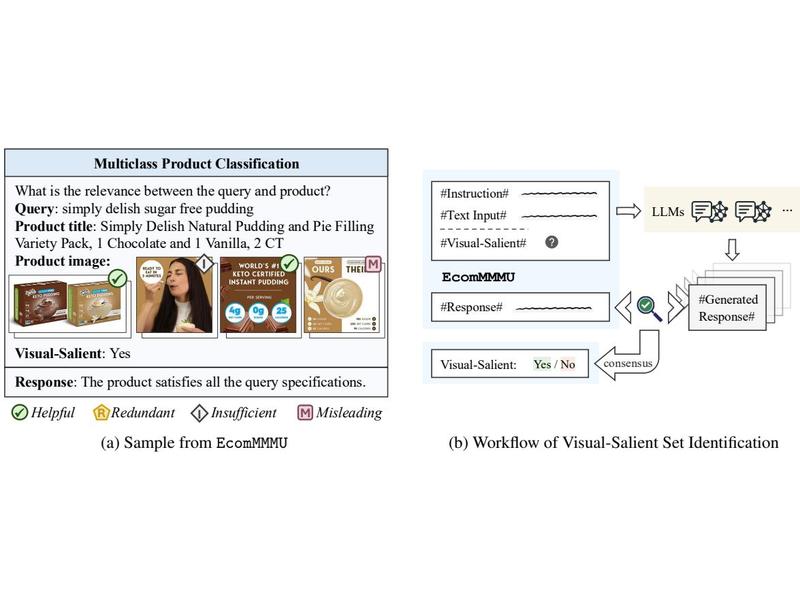 Multiclass Product Classification
What is the relevance between the query and product?
Query: simply delish sugar free pudding
Product title: Simply Delish Natural Pudding and Pie Filling
Variety Pack, 1 Chocolate and 1 Vanilla, 2 CT
Product image:
KETO PUDDING
KETO PUDDING
READY TO
EAT IN
I
WORLD'S #1
KETO CERTIFIED
INSTANT PUDDING
PER SERVING
4g
0g
25
OURS
THEI
M
Visual-Salient: Yes
Response: The product satisfies all the query specifications.
Helpful
R Redundant
I Insufficient
M Misleading
(a) Sample from EcomMMMU
#Instruction#
#Text Input#
#Visual-Salient# ?
EcomMMMU
#Response#
LLMs ...
#Generated
Response#
Visual-Salient: Yes / No
consensus
(b) Workflow of Visual-Salient Set Identification